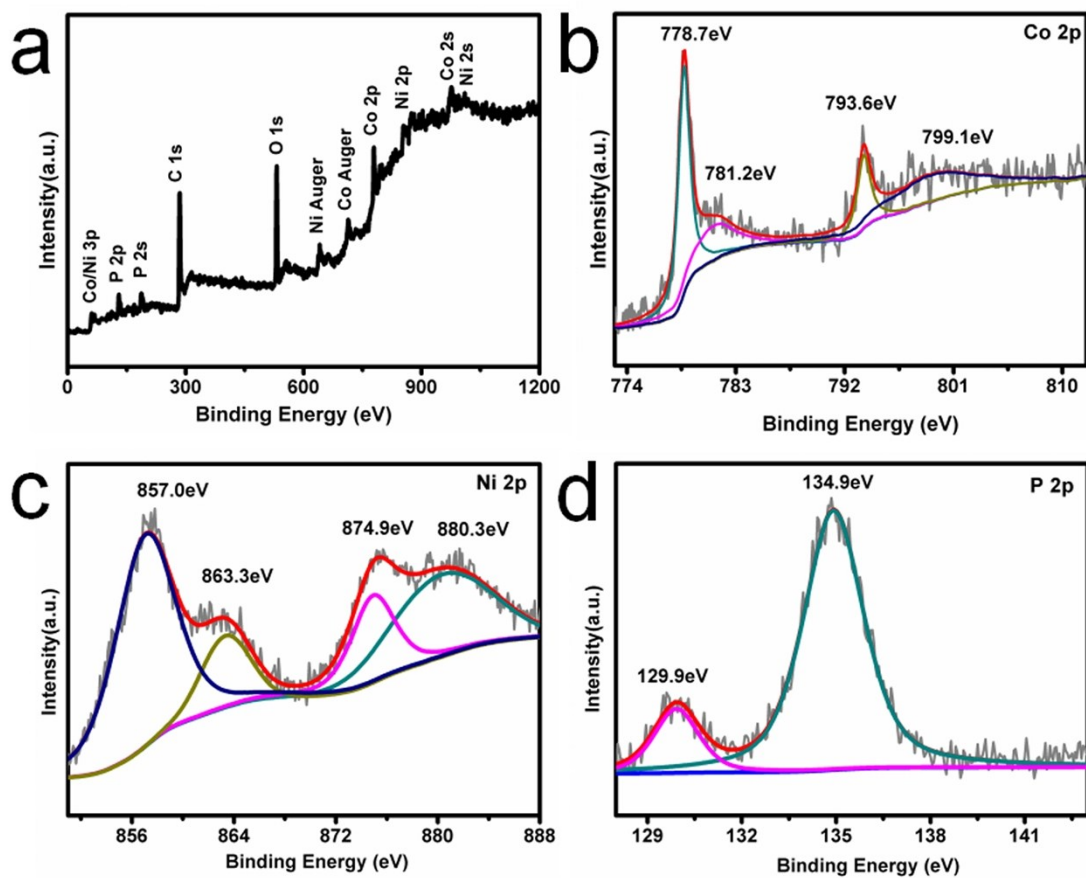 a
Intensity(a.u.)
Co/Ni 3p
P 2p
P 2s
C 1s
O 1s
Ni Auger
Co Auger
Co 2p
Ni 2p
Co 2s
Ni 2s
0 300 600 900 1200
Binding Energy (eV)
b
Co 2p
Intensity(a.u.)
778.7eV
781.2eV
793.6eV
799.1eV
774 783 792 801 810
Binding Energy (eV)
c
Ni 2p
Intensity(a.u.)
857.0eV
863.3eV
874.9eV
880.3eV
856 864 872 880 888
Binding Energy (eV)
d
P 2p
Intensity(a.u.)
129.9eV
134.9eV
129 132 135 138 141
Binding Energy (eV)